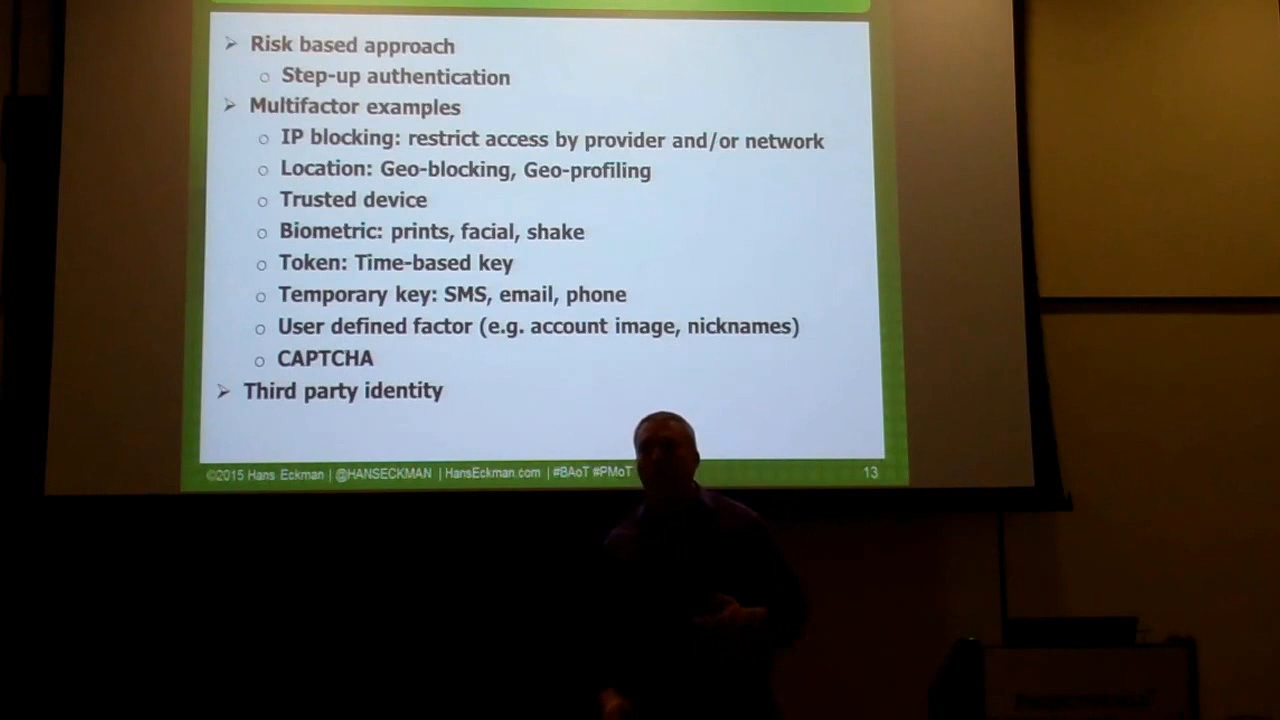 ➢ Risk based approach
○ Step-up authentication
➢ Multifactor examples
○ IP blocking: restrict access by provider and/or network
○ Location: Geo-blocking, Geo-profiling
○ Trusted device
○ Biometric: prints, facial, shake
○ Token: Time-based key
○ Temporary key: SMS, email, phone
○ User defined factor (e.g. account image, nicknames)
○ CAPTCHA
➢ Third party identity
©2015 Hans Eckman | @HANSECKMAN | HansEckman.com | #BAoT #PMoT
13